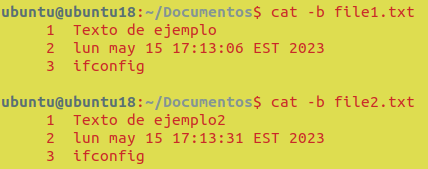 ubuntu@ubuntu18:~/Documentos$ cat -b file1.txt
     1  Texto de ejemplo
     2  lun may 15 17:13:06 EST 2023
     3  ifconfig

ubuntu@ubuntu18:~/Documentos$ cat -b file2.txt
     1  Texto de ejemplo2
     2  lun may 15 17:13:31 EST 2023
     3  ifconfig